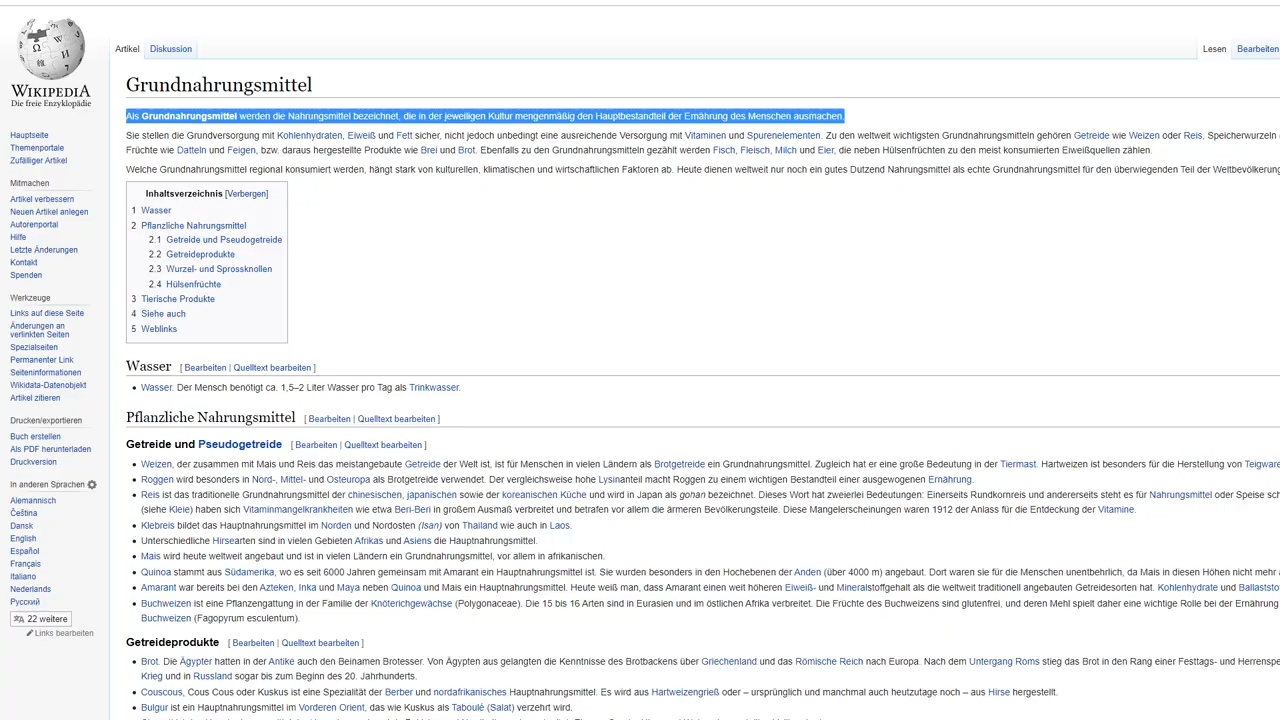 WIKIPEDIA
Die freie Enzyklopädie
Hauptseite
Themenportale
Zufälliger Artikel
Mitmachen
Artikel verbessern
Neuen Artikel anlegen
Autorenportal
Hilfe
Letzte Änderungen
Kontakt
Spenden
Werkzeuge
Links auf diese Seite
Änderungen an
verlinkten Seiten
Spezialseiten
Permanenter Link
Seiteninformationen
Wikidata-Datenobjekt
Artikel zitieren
Drucken/exportieren
Buch erstellen
Als PDF herunterladen
Druckversion
In anderen Sprachen
Alemannisch
Čeština
Dansk
English
Español
Français
Italiano
Nederlands
Русский
22 weitere
Links bearbeiten
Artikel Diskussion Lesen Bearbeiten
Grundnahrungsmittel
Als Grundnahrungsmittel werden die Nahrungsmittel bezeichnet, die in der jeweiligen Kultur mengenmäßig den Hauptbestandteil der Ernährung des Menschen ausmachen.
Sie stellen die Grundversorgung mit Kohlenhydraten, Eiweiß und Fett sicher, nicht jedoch unbedingt eine ausreichende Versorgung mit Vitaminen und Spurenelementen. Zu den weltweit wichtigsten Grundnahrungsmitteln gehören Getreide wie Weizen oder Reis, Speicherwurzeln
Früchte wie Datteln und Feigen, bzw. daraus hergestellte Produkte wie Brei und Brot. Ebenfalls zu den Grundnahrungsmitteln gezählt werden Fisch, Fleisch, Milch und Eier, die neben Hülsenfrüchten zu den meist konsumierten Eiweißquellen zählen.
Welche Grundnahrungsmittel regional konsumiert werden, hängt stark von kulturellen, klimatischen und wirtschaftlichen Faktoren ab. Heute dienen weltweit nur noch ein gutes Dutzend Nahrungsmittel als echte Grundnahrungsmittel für den überwiegenden Teil der Weltbevölkerung
Inhaltsverzeichnis [Verbergen]
1 Wasser
2 Pflanzliche Nahrungsmittel
2.1 Getreide und Pseudogetreide
2.2 Getreideprodukte
2.3 Wurzel- und Sprossknollen
2.4 Hülsenfrüchte
3 Tierische Produkte
4 Siehe auch
5 Weblinks
Wasser [ Bearbeiten | Quelltext bearbeiten ]
• Wasser. Der Mensch benötigt ca. 1,5–2 Liter Wasser pro Tag als Trinkwasser.
Pflanzliche Nahrungsmittel [ Bearbeiten | Quelltext bearbeiten ]
Getreide und Pseudogetreide [ Bearbeiten | Quelltext bearbeiten ]
• Weizen, der zusammen mit Mais und Reis das meistangebaute Getreide der Welt ist, ist für Menschen in vielen Ländern als Brotgetreide ein Grundnahrungsmittel. Zugleich hat er eine große Bedeutung in der Tiermast. Hartweizen ist besonders für die Herstellung von Teigware
• Roggen wird besonders in Nord-, Mittel- und Osteuropa als Brotgetreide verwendet. Der vergleichsweise hohe Lysinanteil macht Roggen zu einem wichtigen Bestandteil einer ausgewogenen Ernährung.
• Reis ist das traditionelle Grundnahrungsmittel der chinesischen, japanischen sowie der koreanischen Küche und wird in Japan als gohan bezeichnet. Dieses Wort hat zweierlei Bedeutungen: Einerseits Rundkornreis und andererseits steht es für Nahrungsmittel oder Speise sch
(siehe Kleie) haben sich Vitaminmangelkrankheiten wie etwa Beri-Beri in großem Ausmaß verbreitet und betrafen vor allem die ärmeren Bevölkerungsteile. Diese Mangelerscheinungen waren 1912 der Anlass für die Entdeckung der Vitamine.
• Klebreis bildet das Hauptnahrungsmittel im Norden und Nordosten (Isan) von Thailand wie auch in Laos.
• Unterschiedliche Hirsearten sind in vielen Gebieten Afrikas und Asiens die Hauptnahrungsmittel.
• Mais wird heute weltweit angebaut und ist in vielen Ländern ein Grundnahrungsmittel, vor allem in afrikanischen.
• Quinoa stammt aus Südamerika, wo es seit 6000 Jahren gemeinsam mit Amarant ein Hauptnahrungsmittel ist. Sie wurden besonders in den Hochebenen der Anden (über 4000 m) angebaut. Dort waren sie für die Menschen unentbehrlich, da Mais in diesen Höhen nicht mehr
• Amarant war bereits bei den Azteken, Inka und Maya neben Quinoa und Mais ein Hauptnahrungsmittel. Heute weiß man, dass Amarant einen weit höheren Eiweiß- und Mineralstoffgehalt als die weltweit traditionell angebauten Getreidesorten hat. Kohlenhydrate und Ballaststo
• Buchweizen ist eine Pflanzengattung in der Familie der Knöterichgewächse (Polygonaceae). Die 15 bis 16 Arten sind in Eurasien und im östlichen Afrika verbreitet. Die Früchte des Buchweizens sind glutenfrei, und deren Mehl spielt daher eine wichtige Rolle bei der Ernährung
Buchweizen (Fagopyrum esculentum).
Getreideprodukte [ Bearbeiten | Quelltext bearbeiten ]
• Brot. Die Ägypter hatten in der Antike auch den Beinamen Brotesser. Von Ägypten aus gelangten die Kenntnisse des Brotbackens über Griechenland und das Römische Reich nach Europa. Nach dem Untergang Roms stieg das Brot in den Rang einer Festtags- und Herrenspe
Krieg und in Russland sogar bis zum Beginn des 20. Jahrhunderts.
• Couscous, Cous Cous oder Kuskus ist eine Spezialität der Berber und nordafrikanisches Hauptnahrungsmittel. Es wird aus Hartweizengrieß oder – ursprünglich und manchmal auch heutzutage noch – aus Hirse hergestellt.
• Bulgur ist ein Hauptnahrungsmittel im Vorderen Orient, das wie Kuskus als Taboulé (Salat) verzehrt wird.